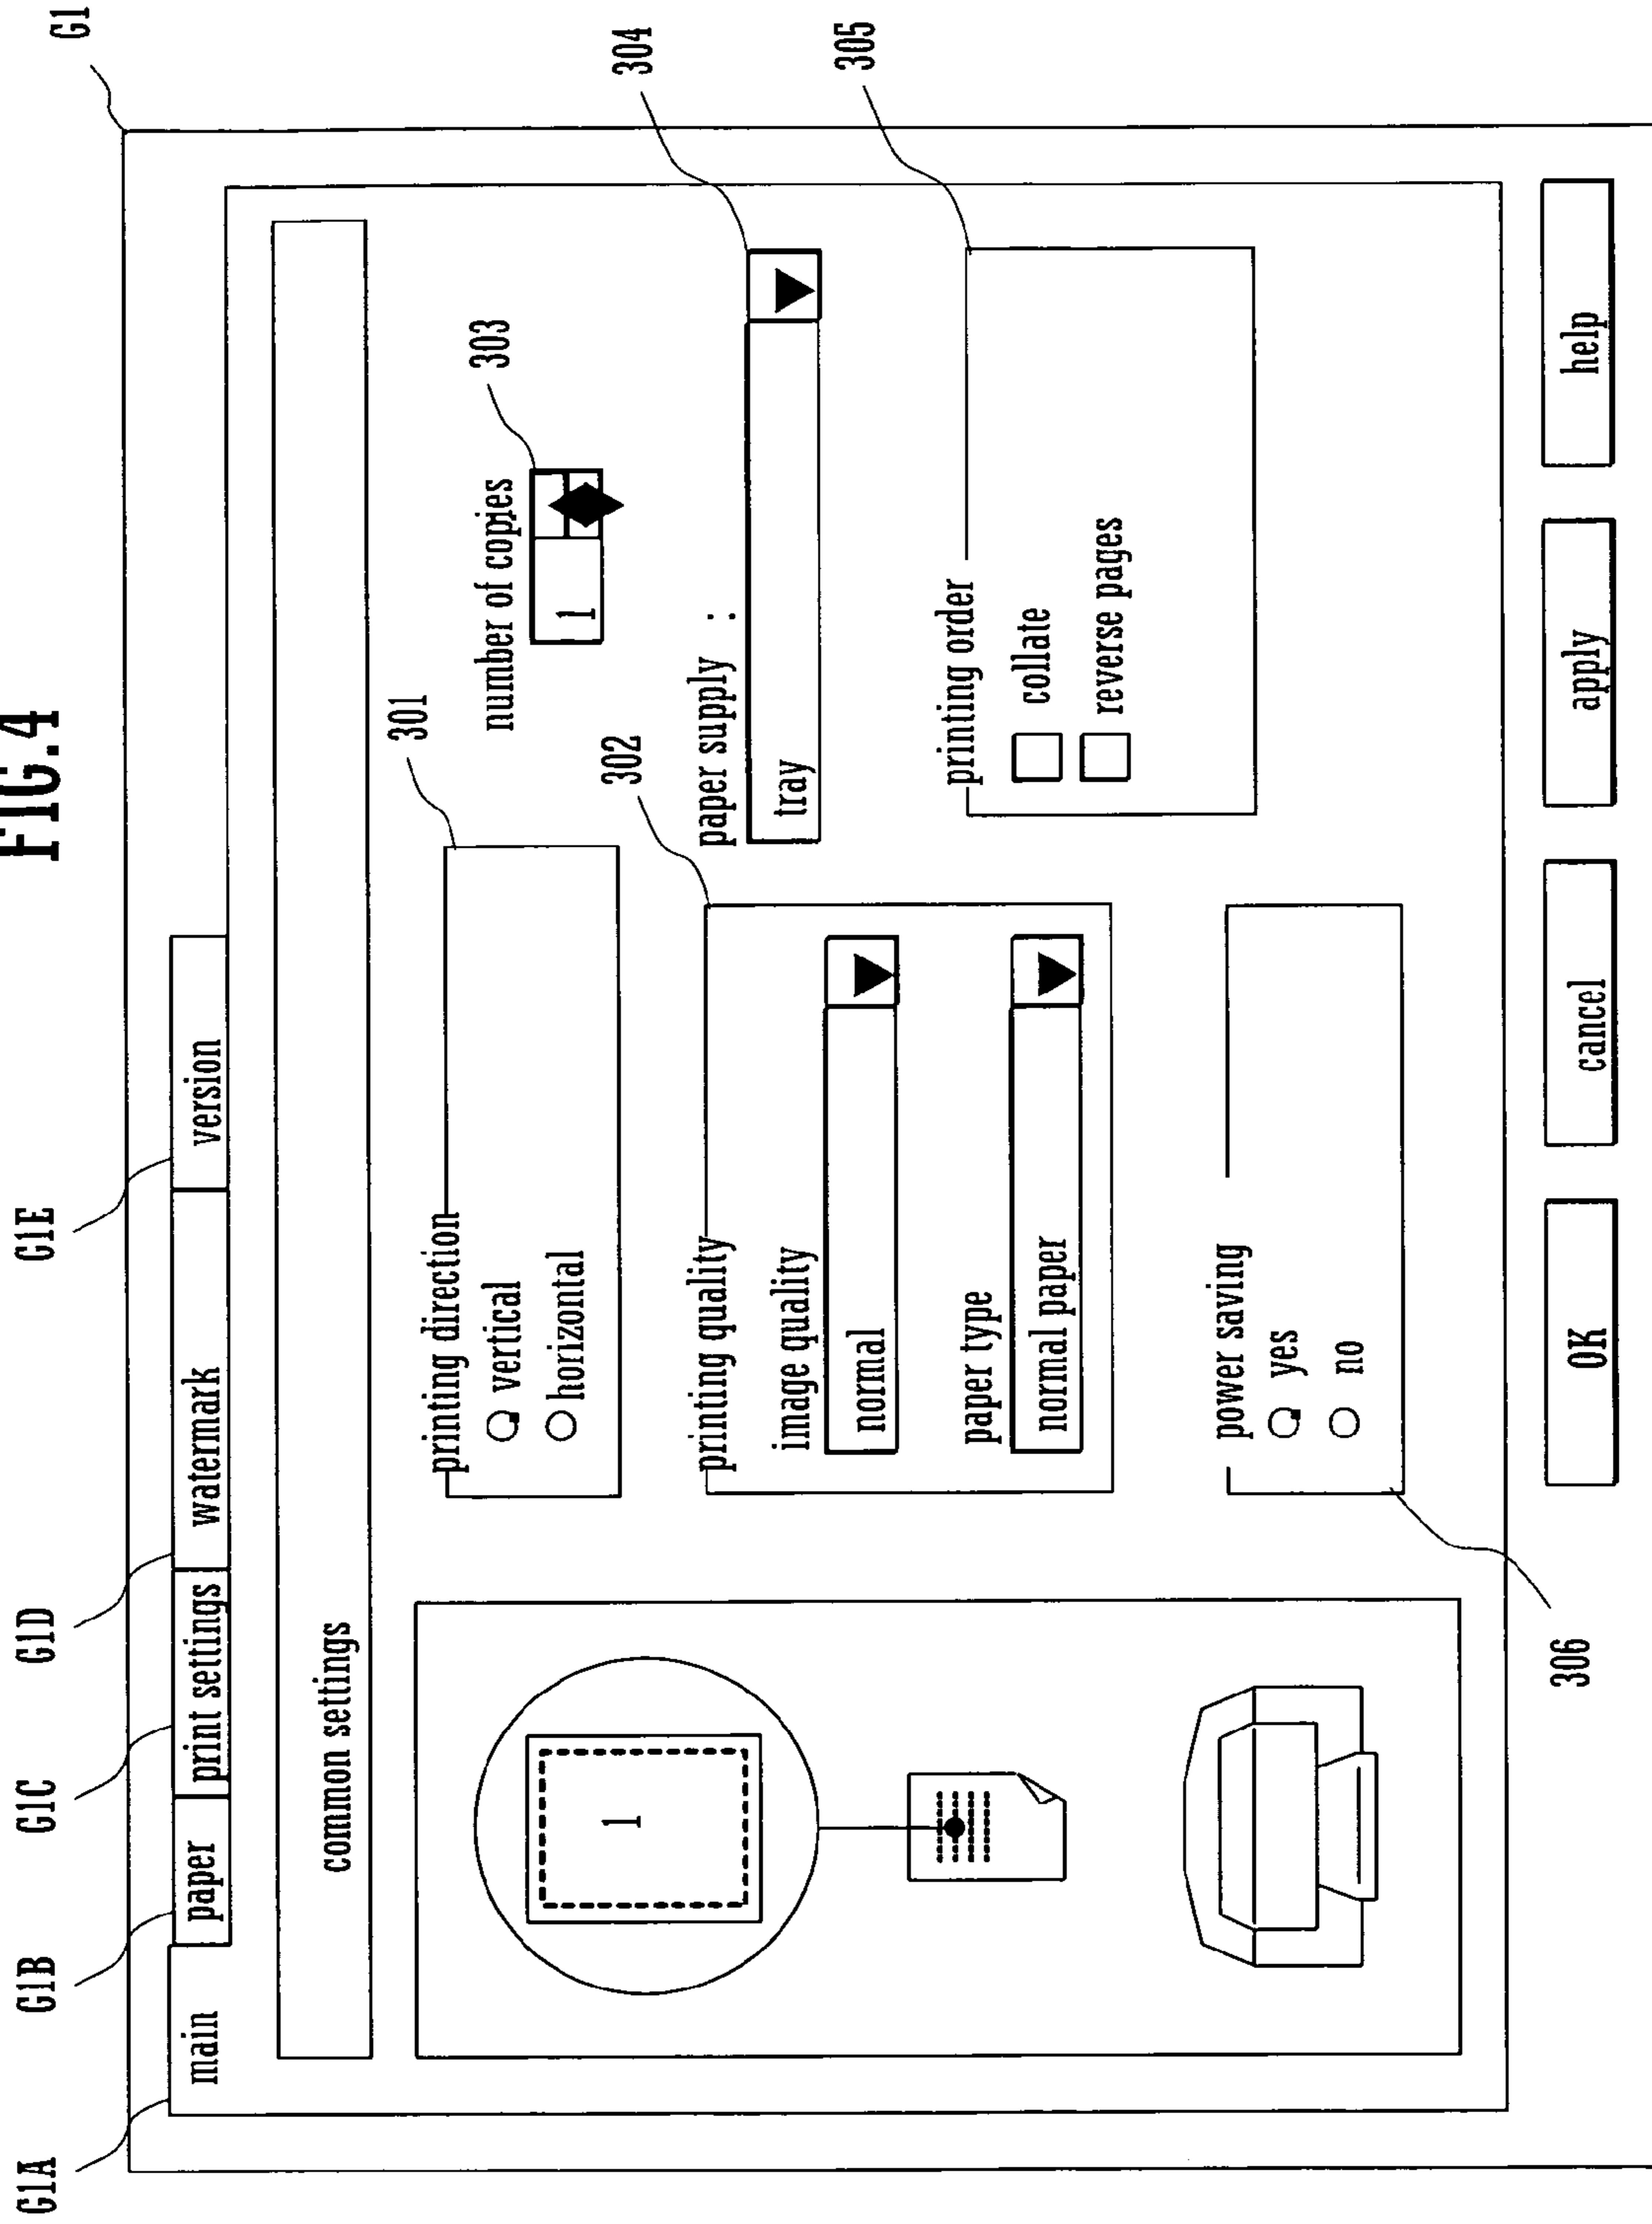 FIG.4
G1A
G1B
G1C
G1D
G1E
G1
main
paper
print settings
watermark
version
common settings
printing direction
vertical
horizontal
301
number of copies
1
303
printing quality
302
image quality
normal
paper type
normal paper
paper supply :
tray
304
printing order
collate
reverse pages
305
power saving
yes
no
306
1
OK
cancel
apply
help